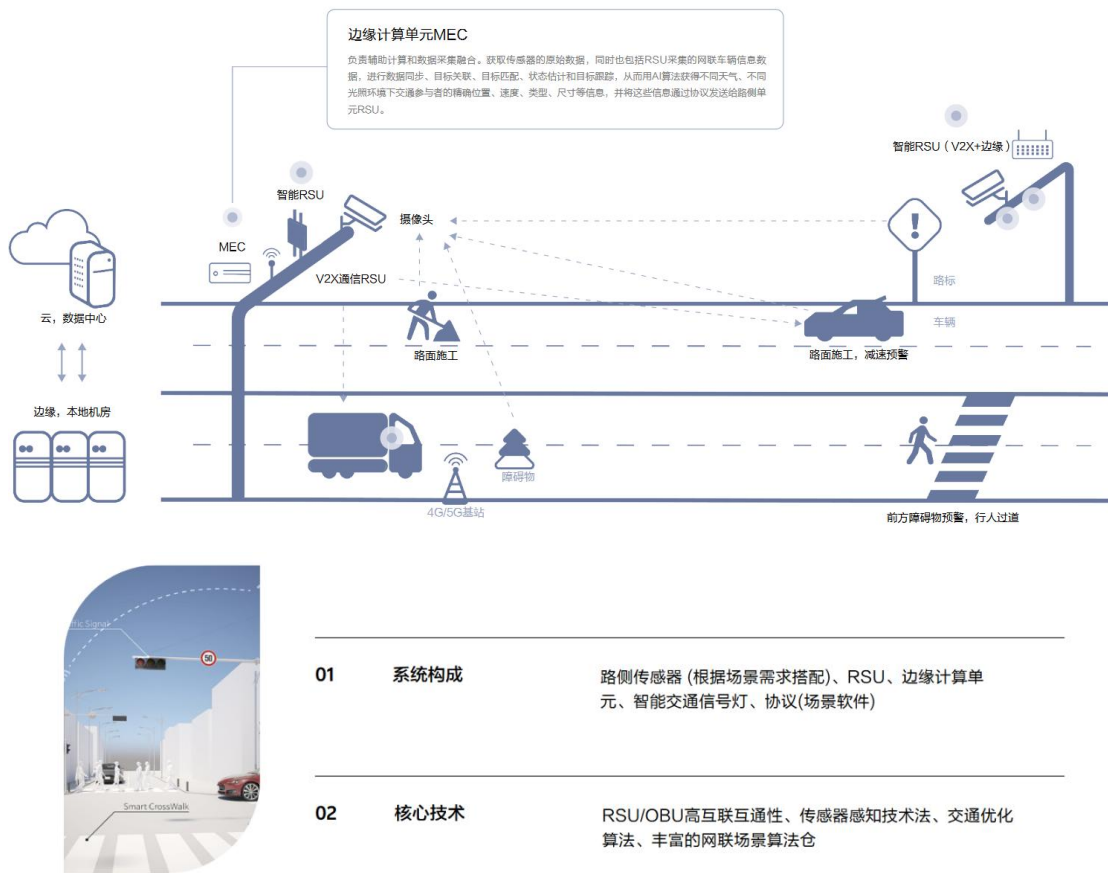 边缘计算单元MEC
负责辅助计算和数据采集融合。获取传感器的原始数据，同时也包括RSU采集的网联车辆信息数
据，进行数据同步、目标关联、目标匹配、状态估计和目标跟踪，从而用AI算法获得不同天气、不同
光照环境下交通参与者的精确位置、速度、类型、尺寸等信息，并将这些信息通过协议发送给路侧单
元RSU。
智能RSU（V2X+边缘）
智能RSU
摄像头
MEC
V2X通信RSU
路标
云，数据中心
车辆
路面施工
路面施工，减速预警
边缘，本地机房
障碍物
4G/5G基站
前方障碍物预警，行人过道
ffic Signal
50
Smart CrossWalk
01
系统构成
路侧传感器 (根据场景需求搭配)、RSU、边缘计算单
元、智能交通信号灯、协议(场景软件)
02
核心技术
RSU/OBU高互联互通性、传感器感知技术法、交通优化
算法、丰富的网联场景算法仓